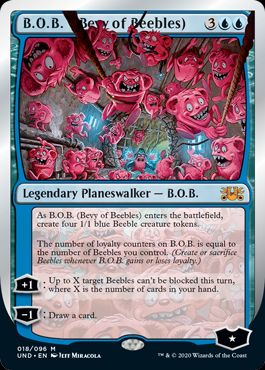 B.O.B. (Bevy of Beebles) 3
Legendary Planeswalker — B.O.B.
As B.O.B. (Bevy of Beebles) enters the battlefield,
create four 1/1 blue Beeble creature tokens.
The number of loyalty counters on B.O.B. is equal to
the number of Beebles you control. (Create or sacrifice
Beebles whenever B.O.B. gains or loses loyalty.)
+1 : Up to X target Beebles can't be blocked this turn,
where X is the number of cards in your hand.
-1 : Draw a card.
018/096 M
UND • EN Jeff Miracola
™ & © 2020 Wizards of the Coast